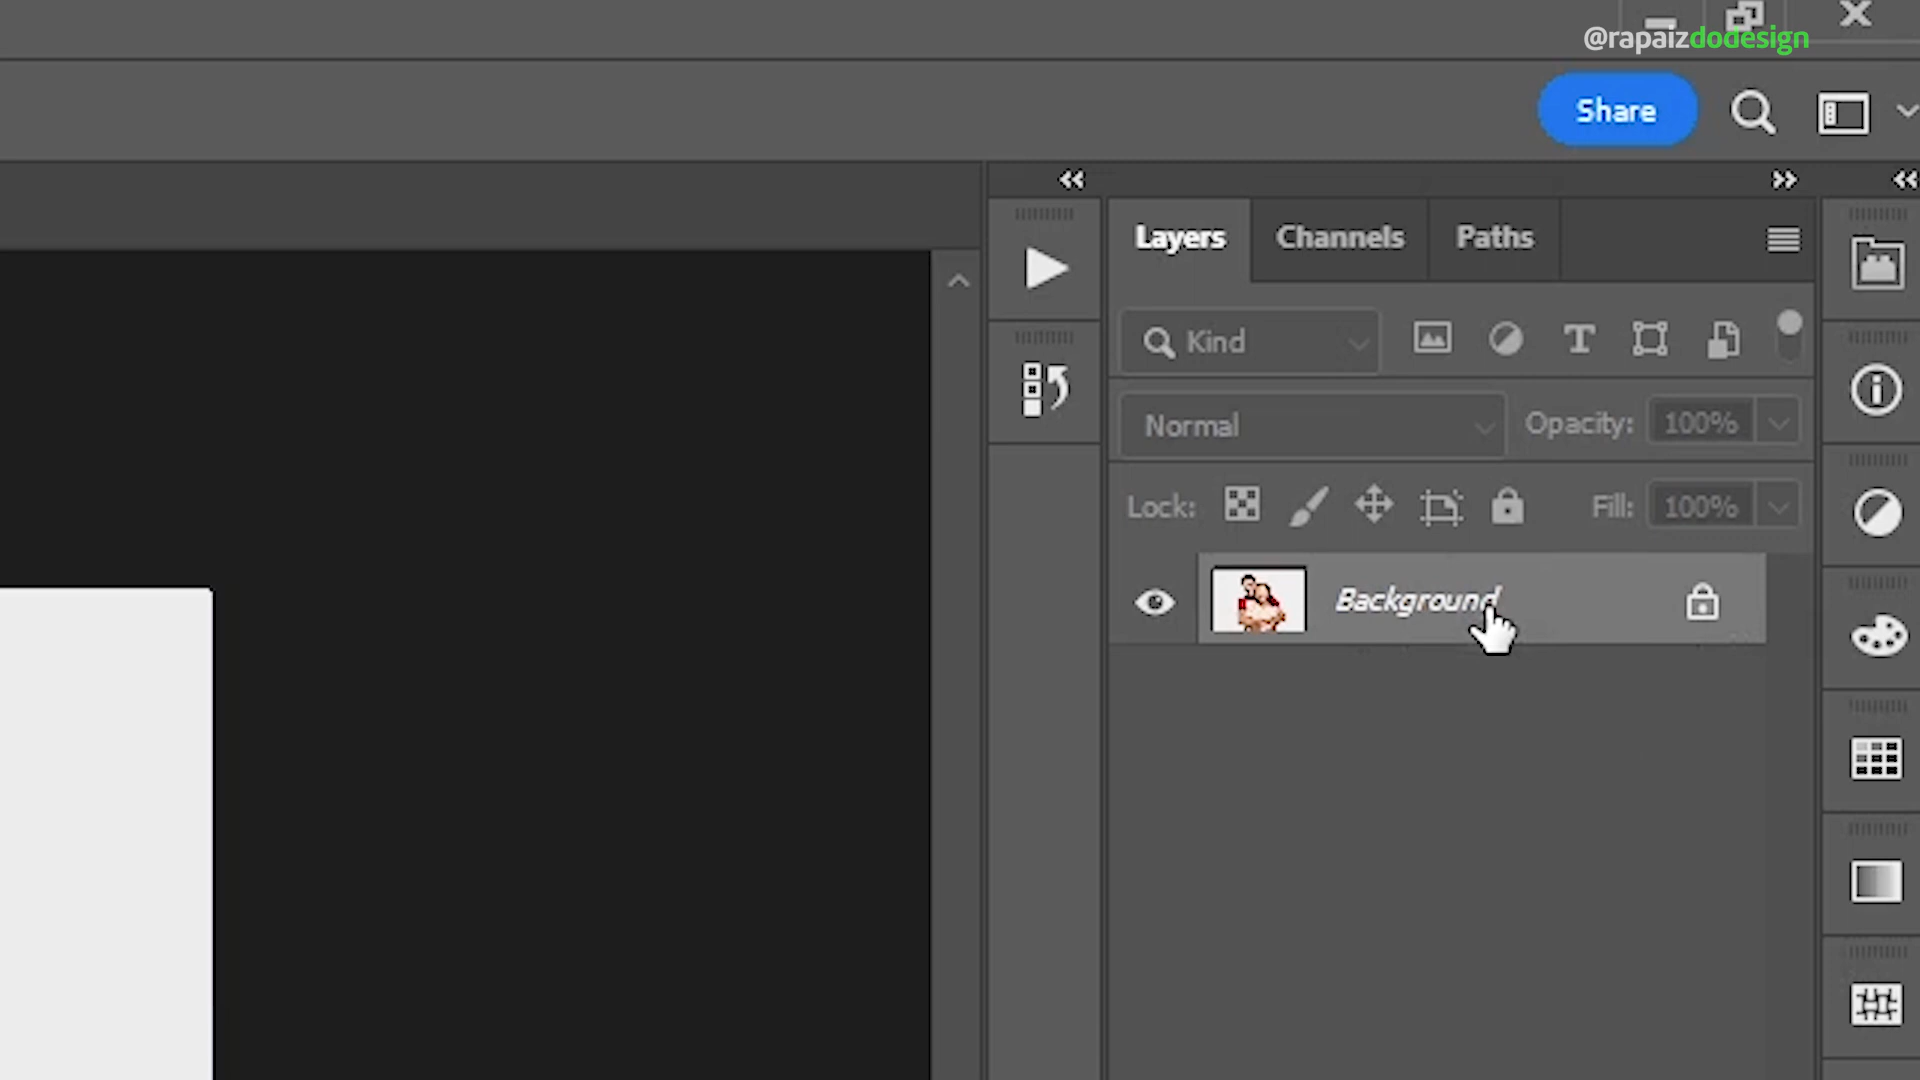 @rapaizdodesign
Share
Layers Channels Paths
Kind
Normal Opacity: 100%
Lock: Fill: 100%
Background